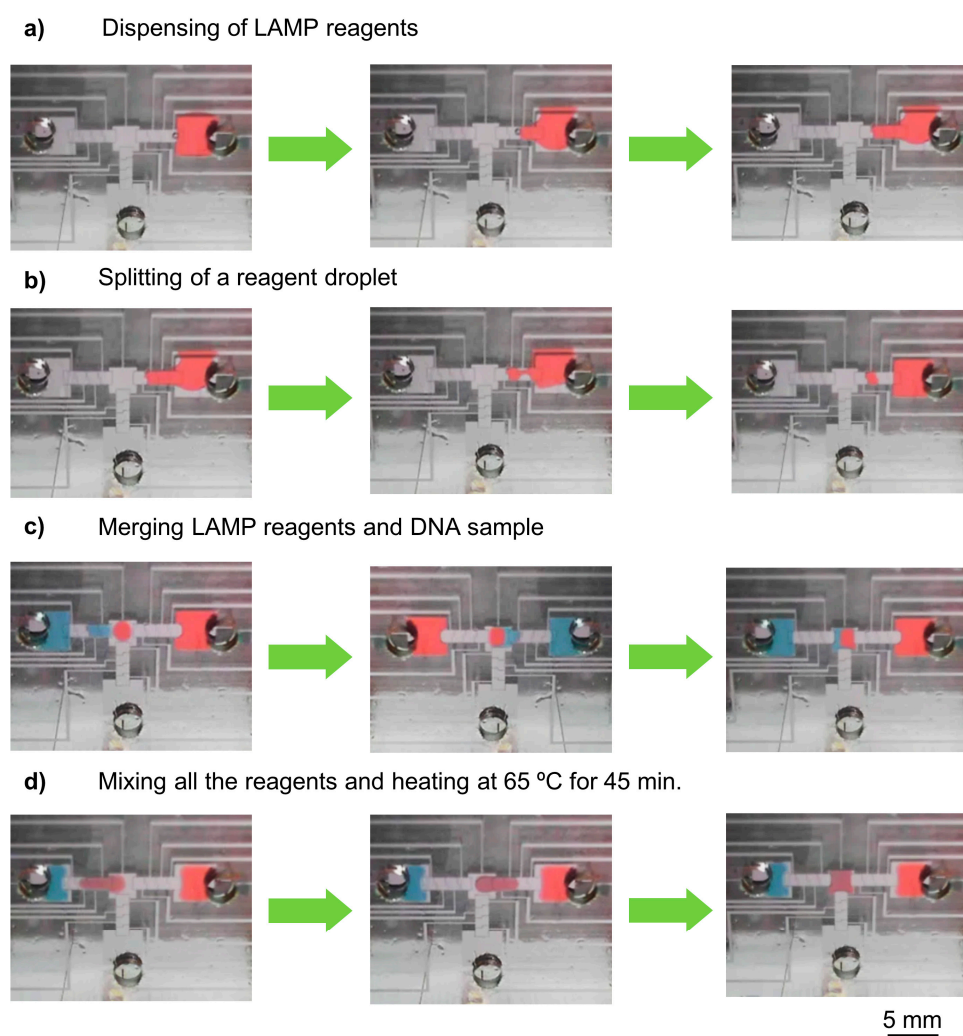 a) Dispensing of LAMP reagents
b) Splitting of a reagent droplet
c) Merging LAMP reagents and DNA sample
d) Mixing all the reagents and heating at 65 ºC for 45 min.
5 mm